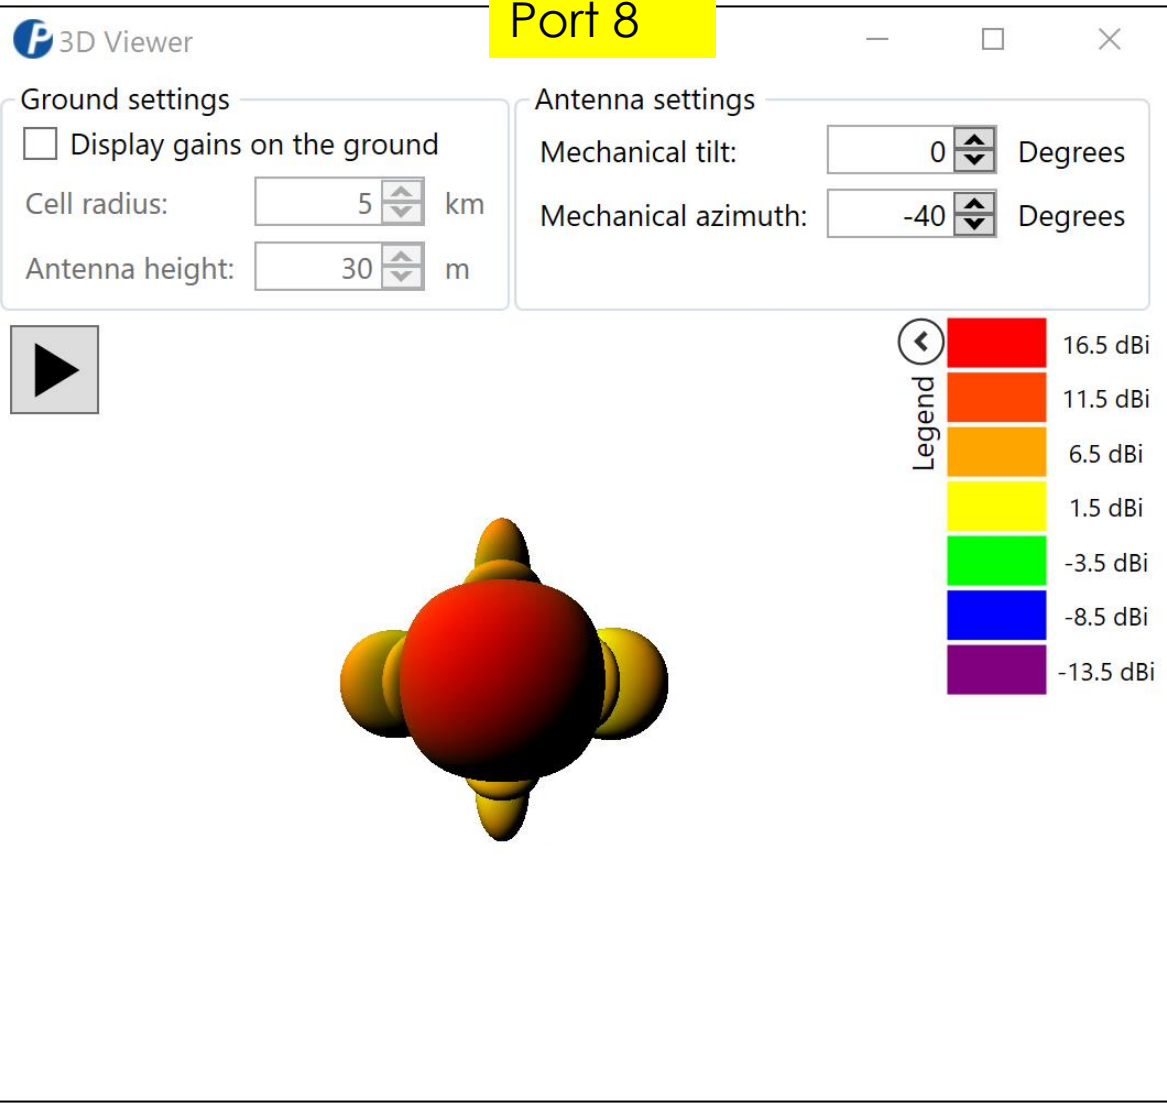 Port 8
3D Viewer
Ground settings
Display gains on the ground
Cell radius: 5 km
Antenna height: 30 m
Antenna settings
Mechanical tilt: 0 Degrees
Mechanical azimuth: -40 Degrees
Legend
16.5 dBi
11.5 dBi
6.5 dBi
1.5 dBi
-3.5 dBi
-8.5 dBi
-13.5 dBi